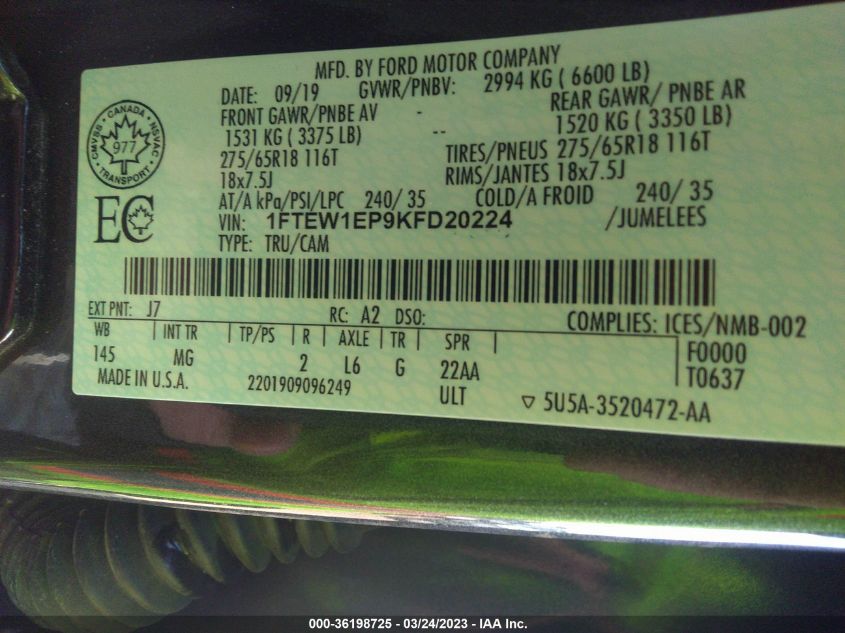 MFD. BY FORD MOTOR COMPANY
DATE: 09/19 GVWR/PNBV: 2994 KG ( 6600 LB)
FRONT GAWR/PNBE AV - REAR GAWR/ PNBE AR
1531 KG ( 3375 LB) -- 1520 KG ( 3350 LB)
275/65R18 116T TIRES/PNEUS 275/65R18 116T
18x7.5J RIMS/JANTES 18x7.5J
AT/A kPa/PSI/LPC 240/ 35 COLD/A FROID 240/ 35
VIN: 1FTEW1EP9KFD20224 /JUMELEES
TYPE: TRU/CAM
CANADA
CMVSS NSVAC
977
TRANSPORT
EC
EXT PNT: J7 RC: A2 DSO: COMPLIES: ICES/NMB-002
WB INT TR TP/PS R AXLE TR SPR F0000
145 MG 2 L6 G 22AA T0637
MADE IN U.S.A. 2201909096249 ULT ▽ 5U5A-3520472-AA
000-36198725 - 03/24/2023 - IAA Inc.